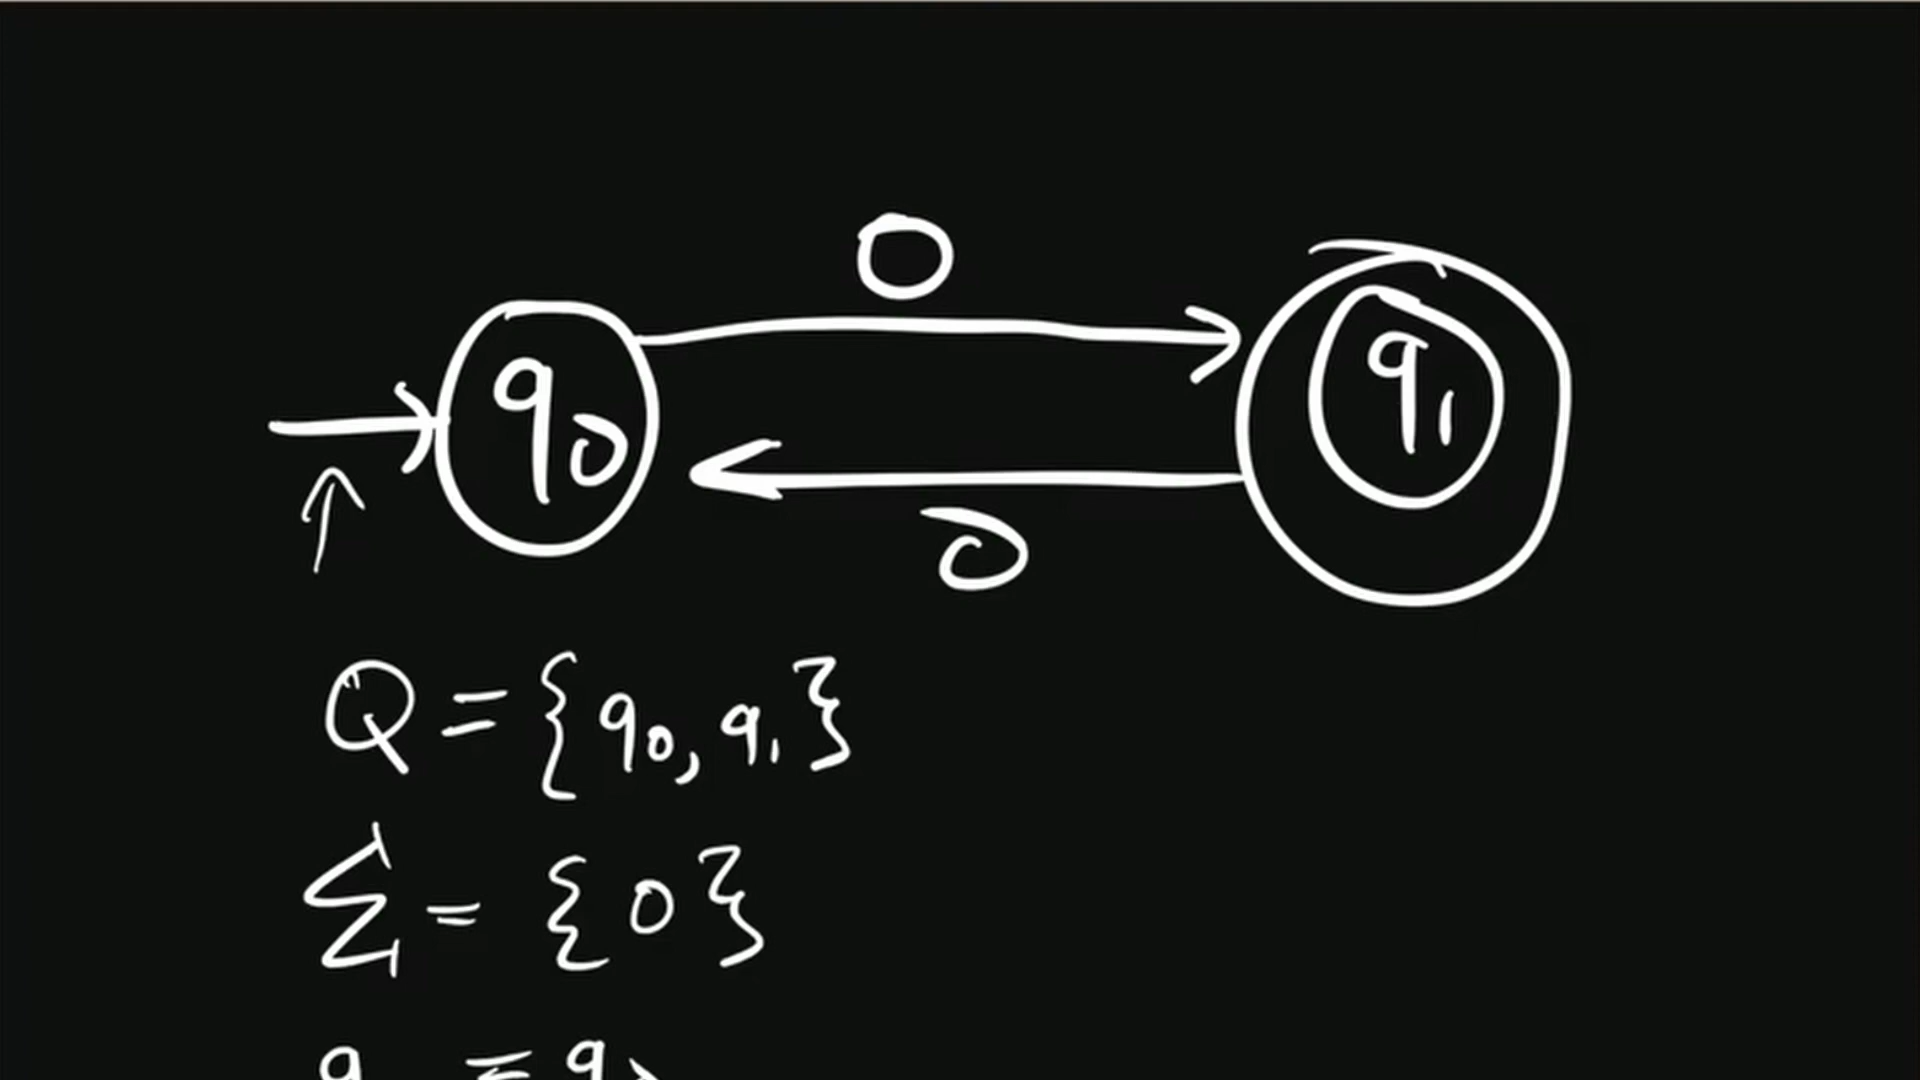 0
q0
q1
0
Q = {q0, q1}
Σ = {0}
q = q